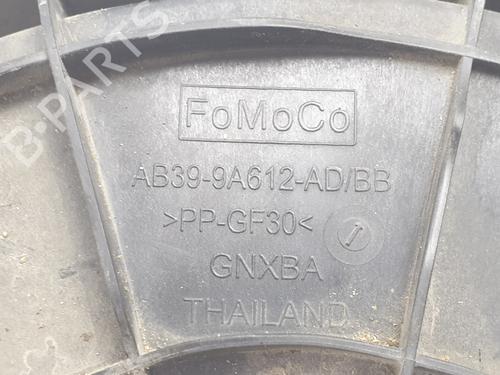 B-PARTS
FoMoCo
AB39-9A612-AD/BB
>PP-GF30<
GNXBA
THAILAND